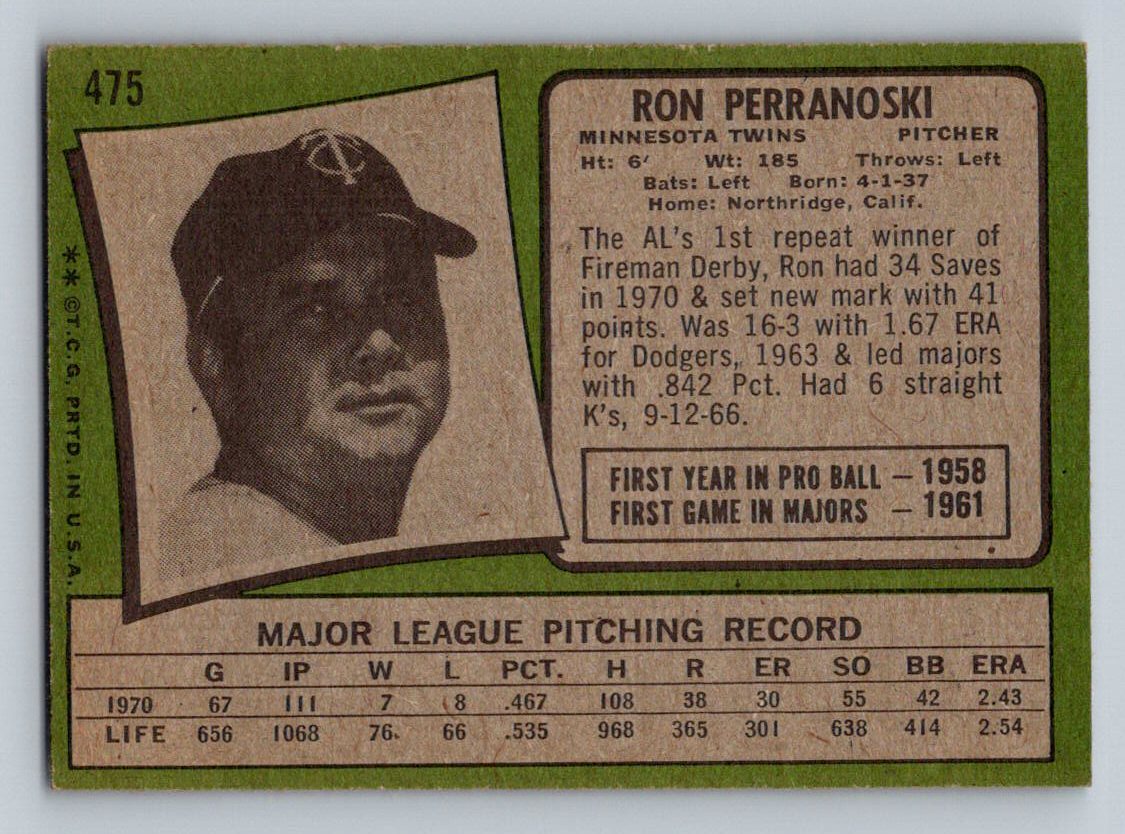 475
RON PERRANOSKI
MINNESOTA TWINS PITCHER
Ht: 6' Wt: 185 Throws: Left
Bats: Left Born: 4-1-37
Home: Northridge, Calif.
The AL's 1st repeat winner of
Fireman Derby, Ron had 34 Saves
in 1970 & set new mark with 41
points. Was 16-3 with 1.67 ERA
for Dodgers, 1963 & led majors
with .842 Pct. Had 6 straight
K's, 9-12-66.
FIRST YEAR IN PRO BALL — 1958
FIRST GAME IN MAJORS — 1961
TC
**©T.C.G. PRTD. IN U.S.A.
MAJOR LEAGUE PITCHING RECORD
G IP W L PCT. H R ER SO BB ERA
1970 67 111 7 8 .467 108 38 30 55 42 2.43
LIFE 656 1068 76 66 .535 968 365 301 638 414 2.54